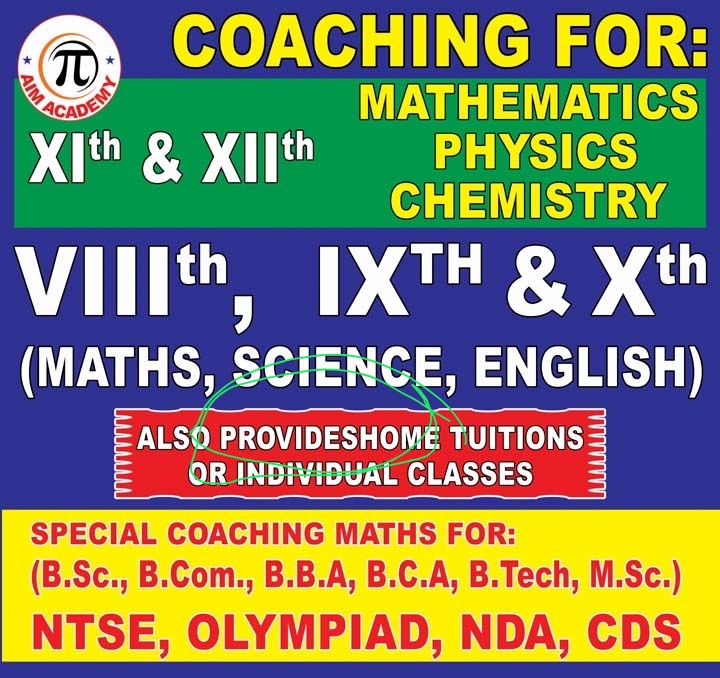 π
AIM ACADEMY
COACHING FOR:
XIth & XIIth
MATHEMATICS
PHYSICS
CHEMISTRY
VIIIth, IXTH & Xth
(MATHS, SCIENCE, ENGLISH)
ALSO PROVIDESHOME TUITIONS
OR INDIVIDUAL CLASSES
SPECIAL COACHING MATHS FOR:
(B.Sc., B.Com., B.B.A, B.C.A, B.Tech, M.Sc.)
NTSE, OLYMPIAD, NDA, CDS